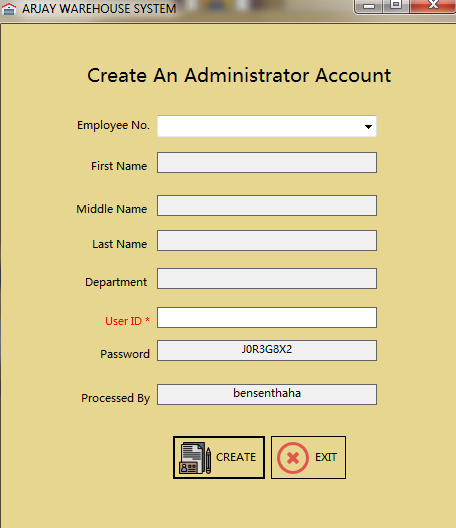 ARJAY WAREHOUSE SYSTEM
Create An Administrator Account
Employee No.
First Name
Middle Name
Last Name
Department
User ID *
Password J0R3G8X2
Processed By bensenthaha
CREATE EXIT